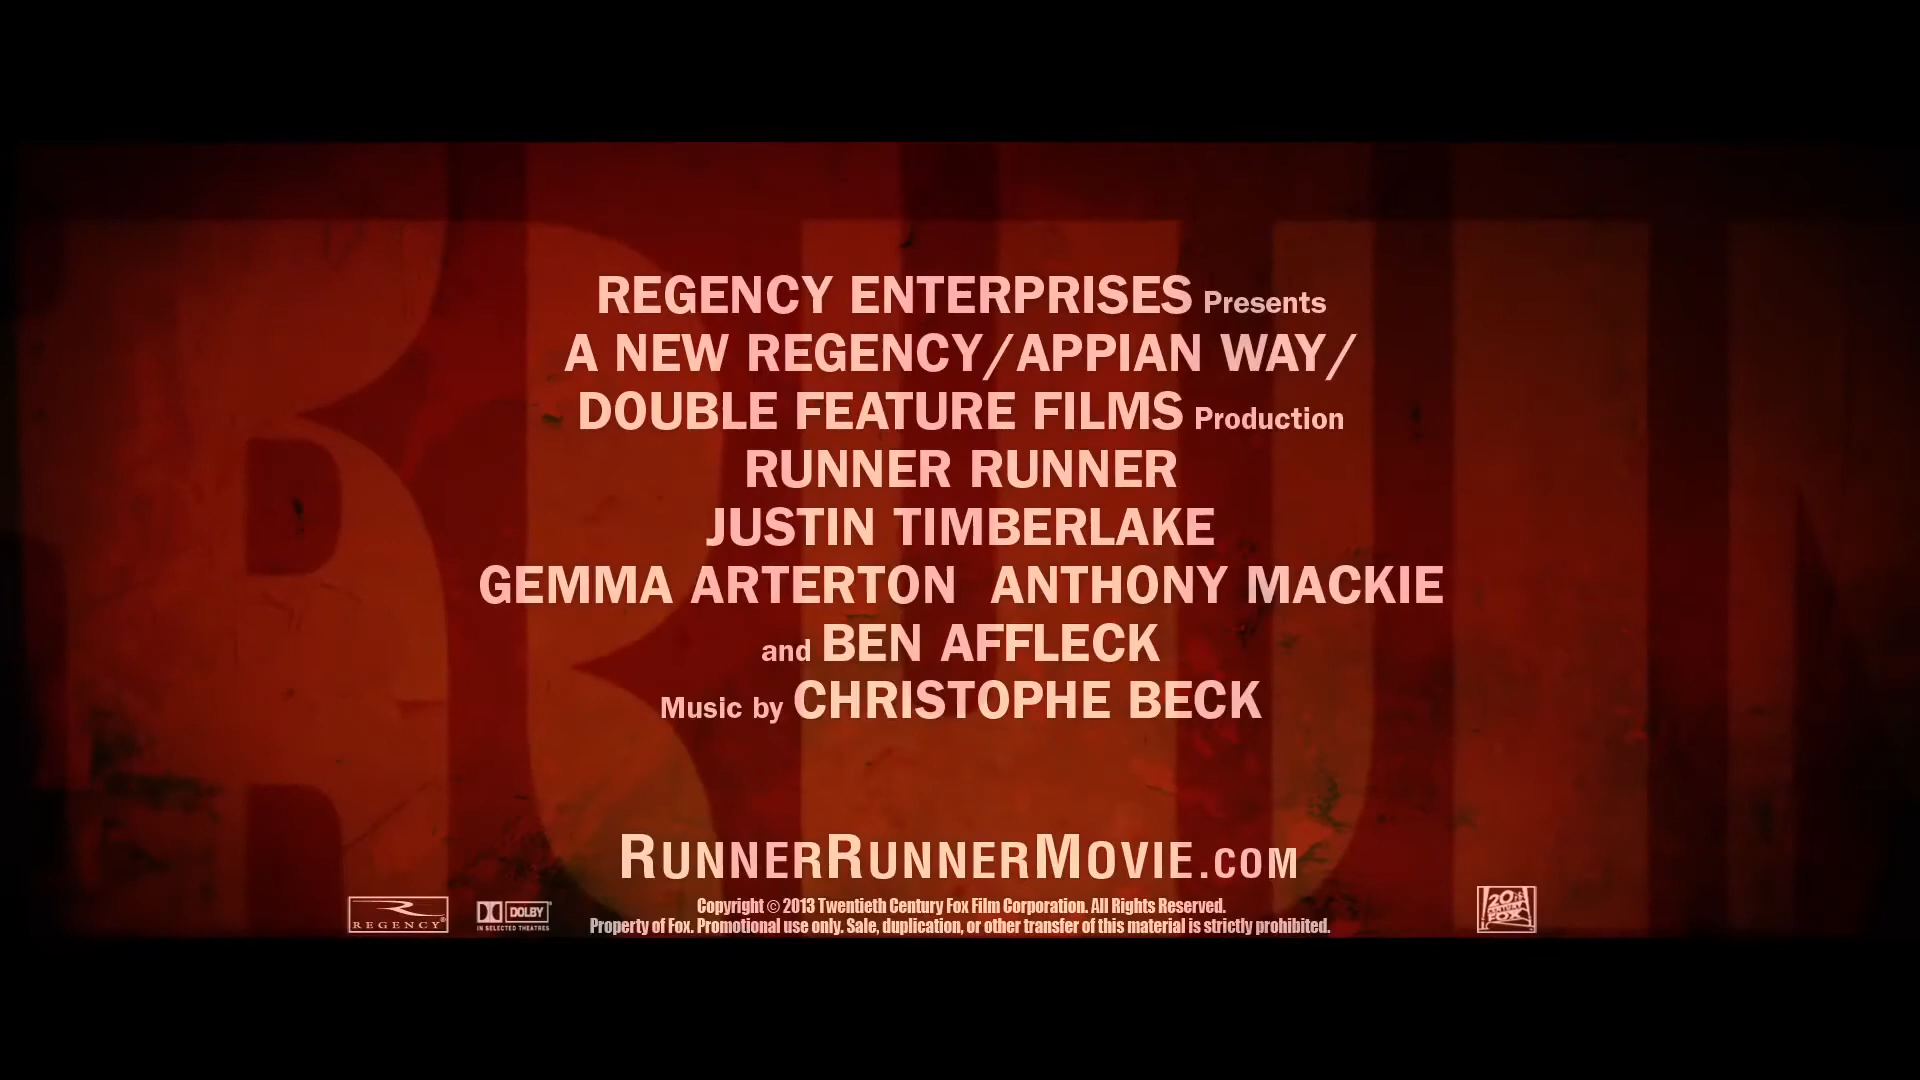 REGENCY ENTERPRISES Presents
A NEW REGENCY/APPIAN WAY/
DOUBLE FEATURE FILMS Production
RUNNER RUNNER
JUSTIN TIMBERLAKE
GEMMA ARTERTON ANTHONY MACKIE
and BEN AFFLECK
Music by CHRISTOPHE BECK
RUNNERRUNNERMOVIE.COM
Copyright © 2013 Twentieth Century Fox Film Corporation. All Rights Reserved.
Property of Fox. Promotional use only. Sale, duplication, or other transfer of this material is strictly prohibited.
REGENCY®
DOLBY
IN SELECTED THEATRES
20th
CENTURY
FOX